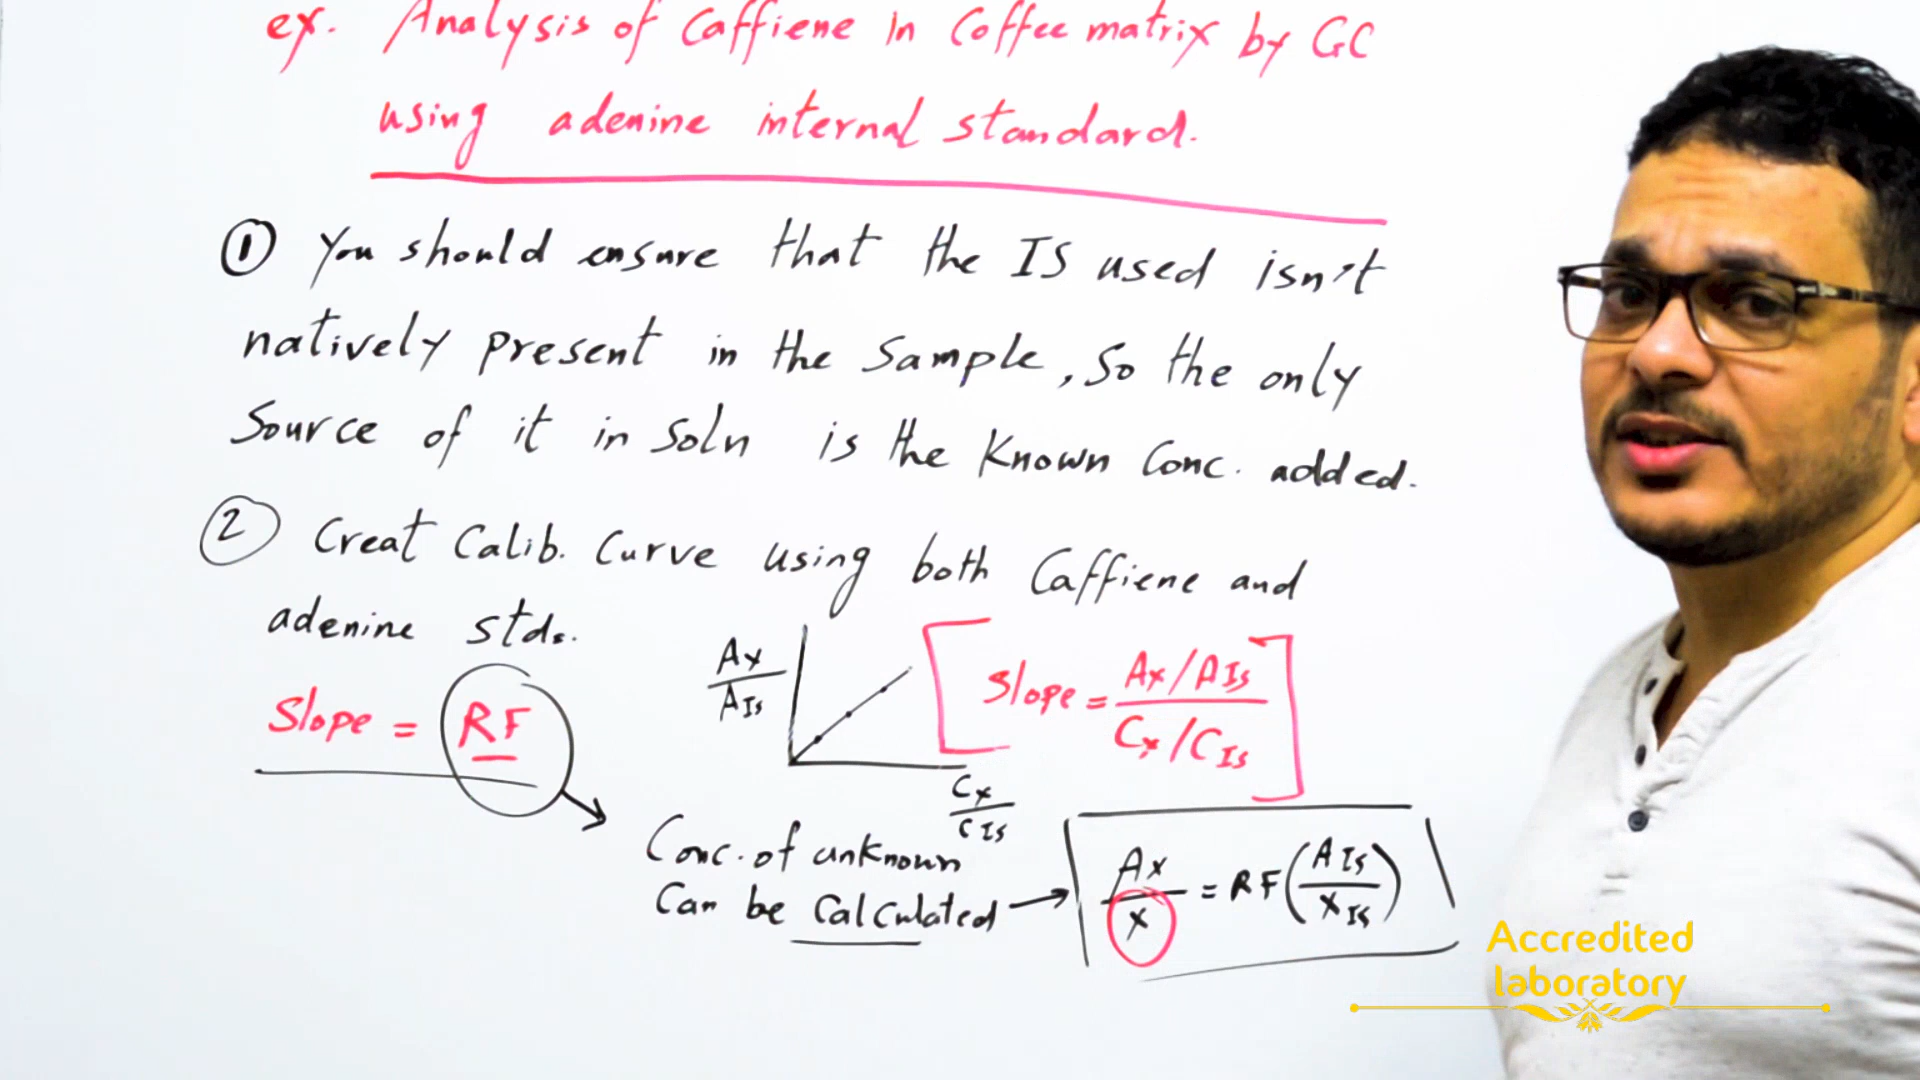 ex. Analysis of Caffiene in Coffee matrix by GC
using adenine internal standard.
① You should ensure that the IS used isn't
natively present in the sample, So the only
Source of it in Soln is the Known Conc. added.
② Creat Calib. Curve using both Caffiene and
adenine stds.
Slope = RF
Ax
AIs
Cx
CIs
Slope = Ax/AIs
Cx/CIs
Conc. of unknown
Can be Calculated → Ax/x = RF(AIs/xIs)
Accredited
laboratory